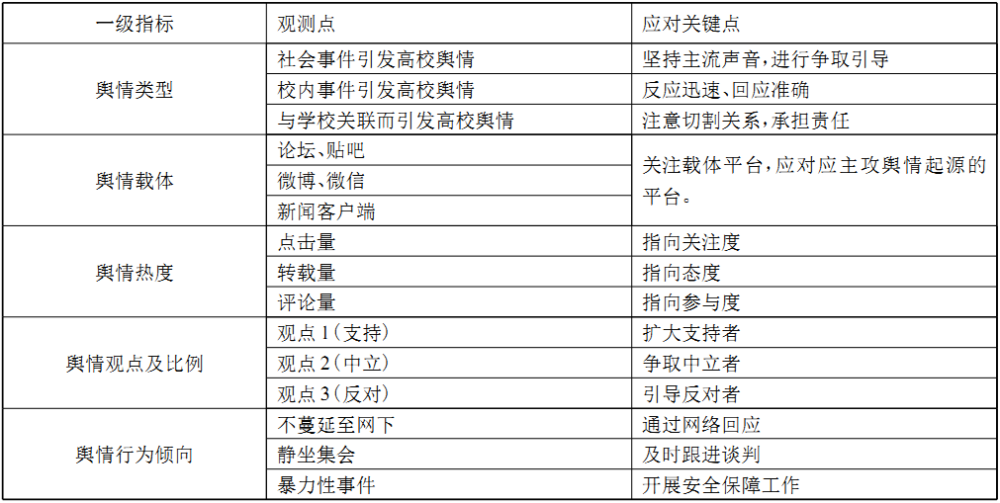 一级指标 观测点 应对关键点
舆情类型
社会事件引发高校舆情 坚持主流声音,进行争取引导
校内事件引发高校舆情 反应迅速、回应准确
与学校关联而引发高校舆情 注意切割关系,承担责任
舆情载体
论坛、贴吧
微博、微信
新闻客户端
关注载体平台,应对应主攻舆情起源的
平台。
舆情热度
点击量 指向关注度
转载量 指向态度
评论量 指向参与度
舆情观点及比例
观点1(支持) 扩大支持者
观点2(中立) 争取中立者
观点3(反对) 引导反对者
舆情行为倾向
不蔓延至网下 通过网络回应
静坐集会 及时跟进谈判
暴力性事件 开展安全保障工作